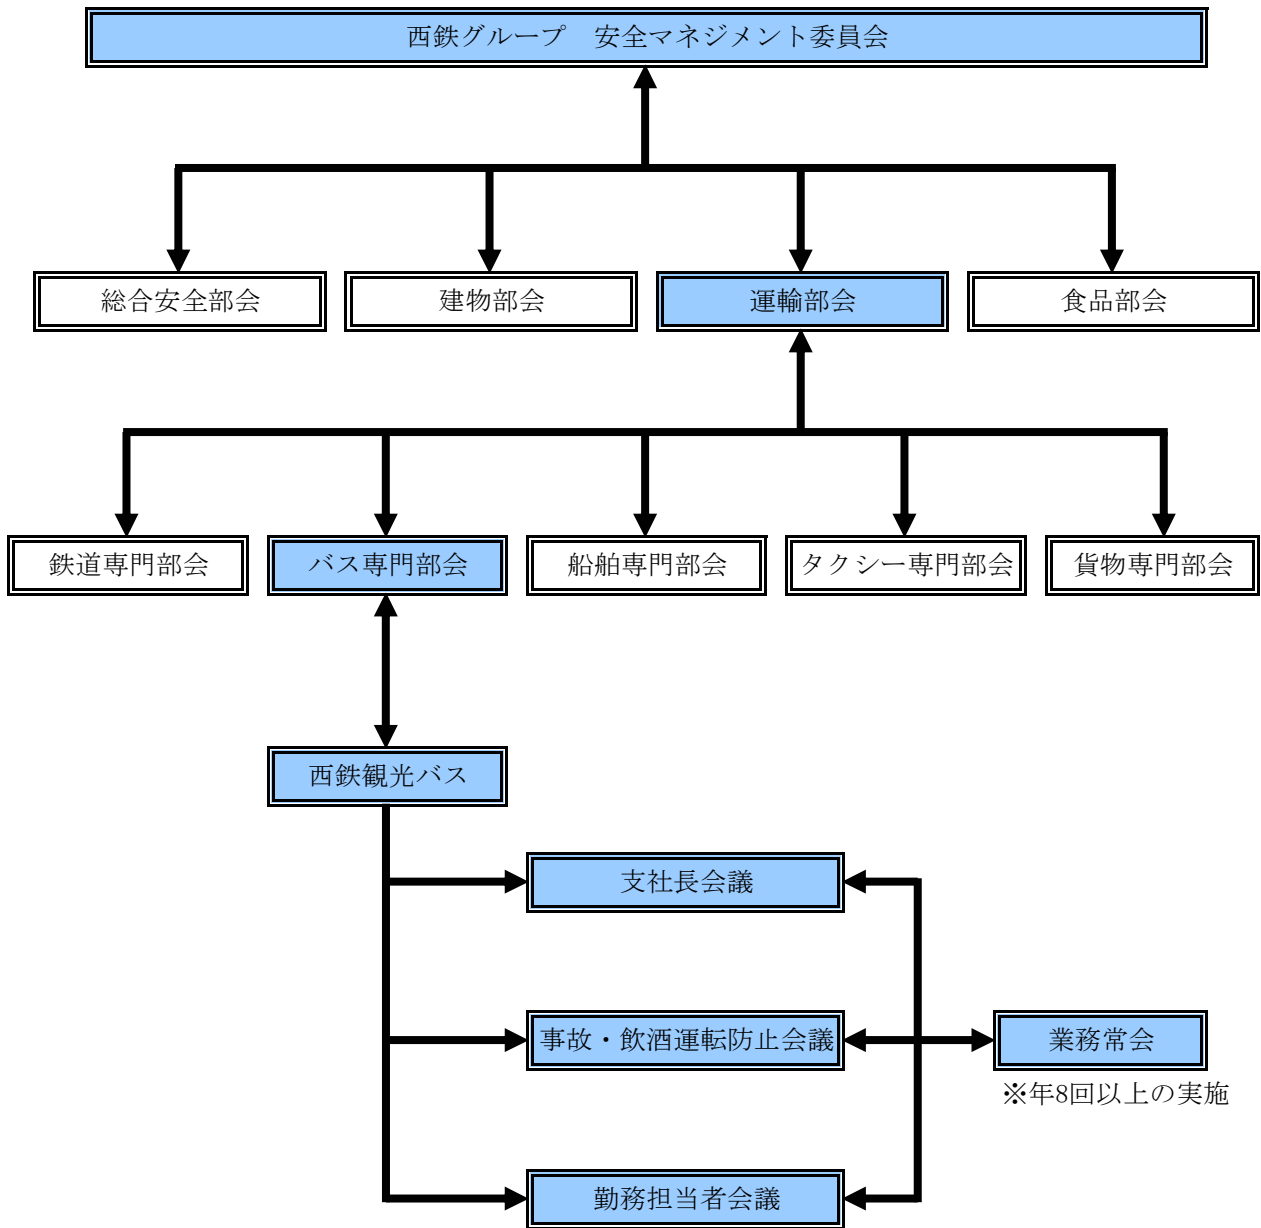 西鉄グループ　安全マネジメント委員会
総合安全部会
建物部会
運輸部会
食品部会
鉄道専門部会
バス専門部会
船舶専門部会
タクシー専門部会
貨物専門部会
西鉄観光バス
支社長会議
事故・飲酒運転防止会議
業務常会
※年8回以上の実施
勤務担当者会議